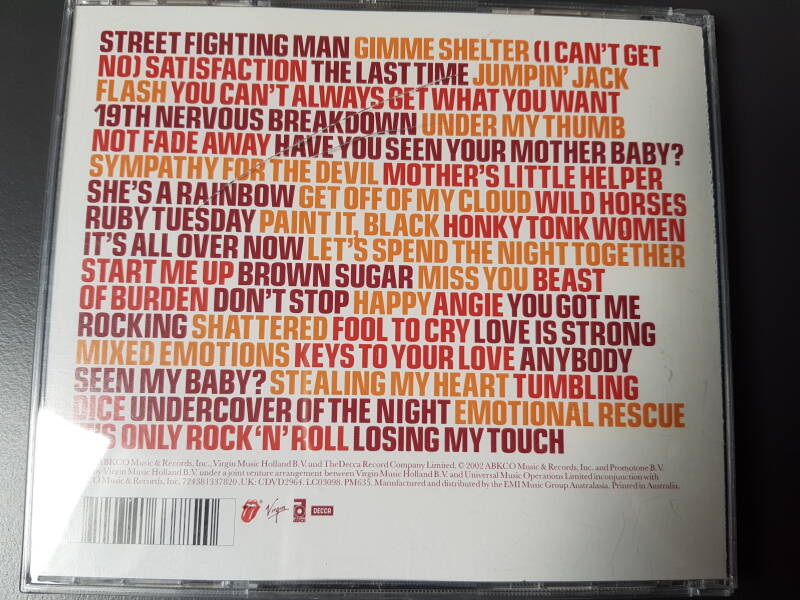 STREET FIGHTING MAN GIMME SHELTER (I CAN'T GET
NO) SATISFACTION THE LAST TIME JUMPIN' JACK
FLASH YOU CAN'T ALWAYS GET WHAT YOU WANT
19TH NERVOUS BREAKDOWN UNDER MY THUMB
NOT FADE AWAY HAVE YOU SEEN YOUR MOTHER BABY?
SYMPATHY FOR THE DEVIL MOTHER'S LITTLE HELPER
SHE'S A RAINBOW GET OFF OF MY CLOUD WILD HORSES
RUBY TUESDAY PAINT IT, BLACK HONKY TONK WOMEN
IT'S ALL OVER NOW LET'S SPEND THE NIGHT TOGETHER
START ME UP BROWN SUGAR MISS YOU BEAST
OF BURDEN DON'T STOP HAPPY ANGIE YOU GOT ME
ROCKING SHATTERED FOOL TO CRY LOVE IS STRONG
MIXED EMOTIONS KEYS TO YOUR LOVE ANYBODY
SEEN MY BABY? STEALING MY HEART TUMBLING
DICE UNDERCOVER OF THE NIGHT EMOTIONAL RESCUE
IT'S ONLY ROCK 'N' ROLL LOSING MY TOUCH
ABKCO Music & Records, Inc., Virgin Music Holland B.V. and The Decca Record Company Limited. © 2002 ABKCO Music & Records, Inc. and Promotone B.V.
by Virgin Music Holland B.V. under a joint venture arrangement between Virgin Music Holland B.V. and Universal Music Operations Limited in conjunction with
Music & Records, Inc. 724381337820. UK: CDVD2964. LC03098. PM635. Manufactured and distributed by the EMI Music Group Australasia. Printed in Australia.
Virgin
abkco
DECCA